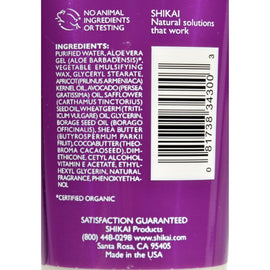 NO ANIMAL
INGREDIENTS
OR TESTING
SHIKAI
Natural solutions
that work
INGREDIENTS:
PURIFIED WATER, ALOE VERA
GEL (ALOE BARBADENSIS)*,
VEGETABLE EMULSIFYING
WAX, GLYCERYL STEARATE,
APRICOT (PRUNUS ARMENIACA)
KERNEL OIL, AVOCADO (PERSEA
GRATISSIMA) OIL, SAFFLOWER
(CARTHAMUS TINCTORIUS)
SEED OIL, WHEATGERM (TRITI-
CUM VULGARE) OIL, GLYCERIN,
BORAGE SEED OIL (BORAGO
OFFICINALIS), SHEA BUTTER
(BUTYROSPERMUM PARKII
FRUIT), COCOA BUTTER (THEO-
BROMA CACAO SEED), DIM-
ETHICONE, CETYL ALCOHOL,
VITAMIN E ACETATE, ETHYL-
HEXYL GLYCERIN, NATURAL
FRAGRANCE, PHENOXYETHA-
NOL
*CERTIFIED ORGANIC
0 81738 34300 3
SATISFACTION GUARANTEED
SHIKAI Products
(800) 448-0298 www.shikai.com
Santa Rosa, CA 95405
Made in USA